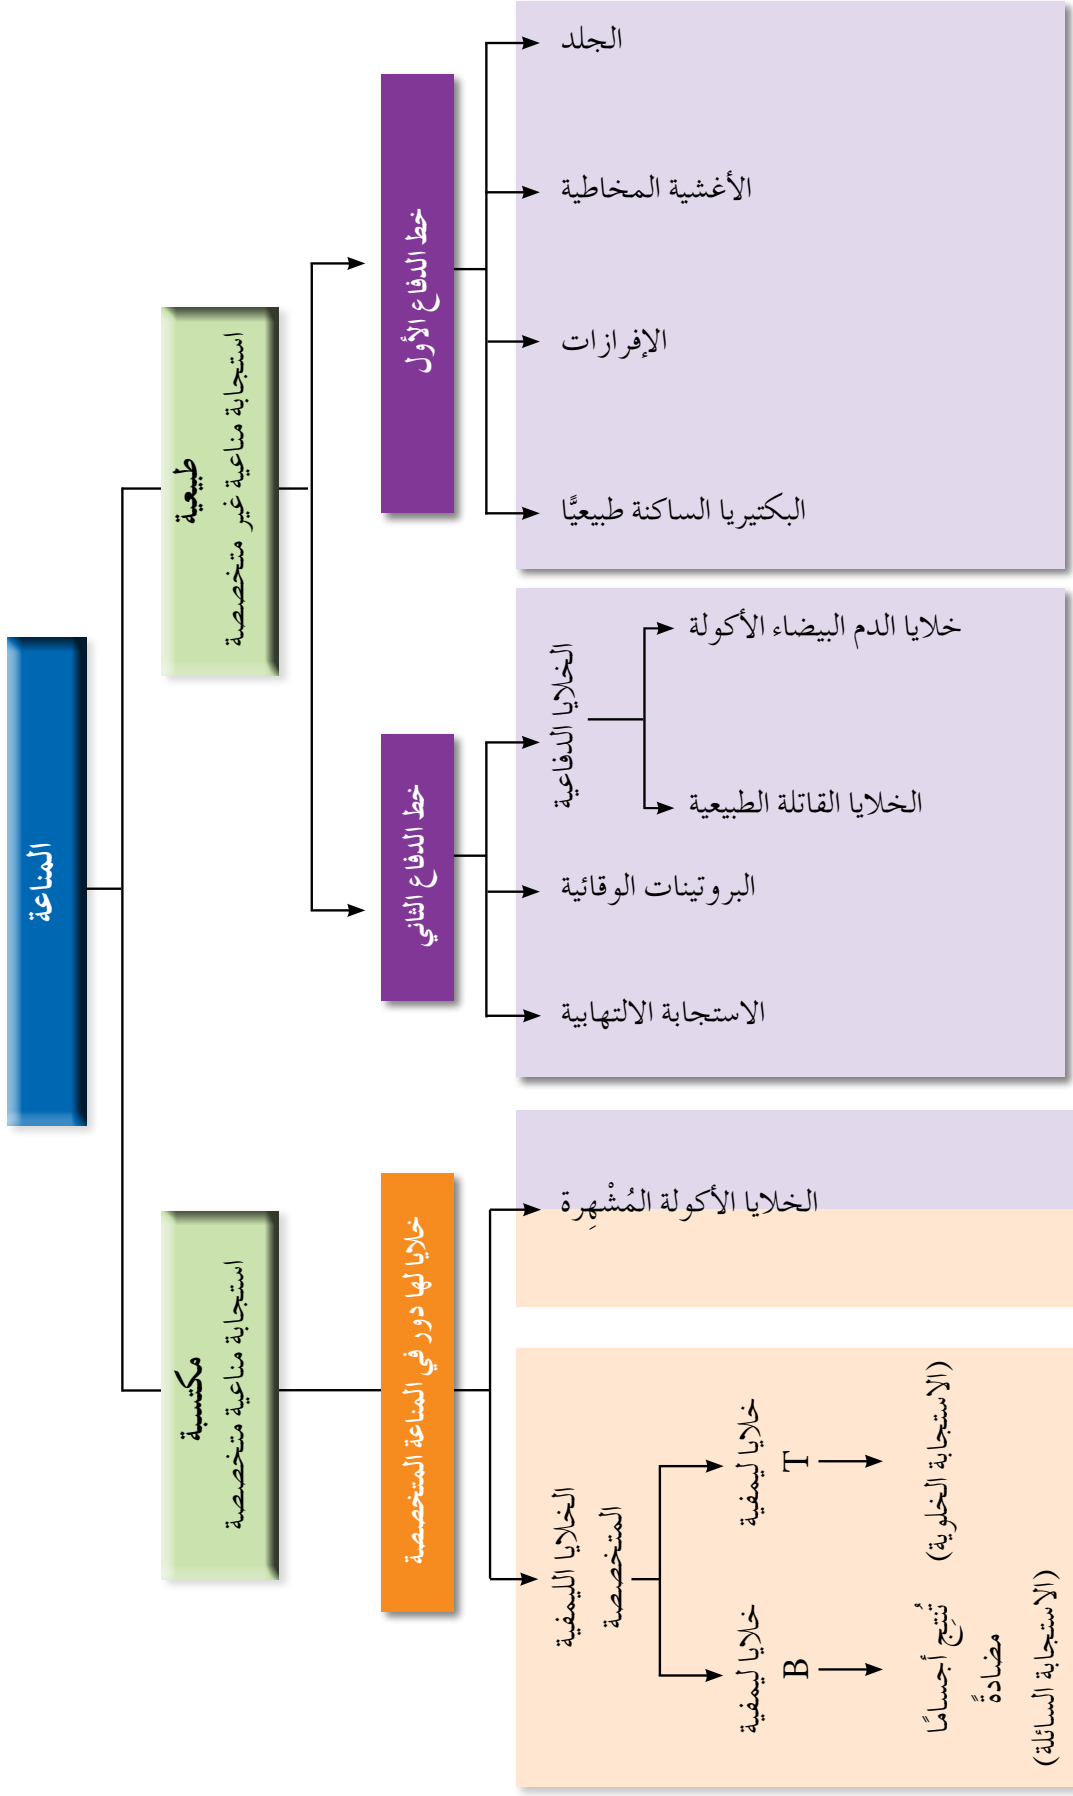 المناعة
طبيعية
استجابة مناعية غير متخصصة
خط الدفاع الأول
الجلد
الأغشية المخاطية
الإفرازات
البكتيريا الساكنة طبيعيًّا
خط الدفاع الثاني
الخلايا الدفاعية
خلايا الدم البيضاء الأكولة
الخلايا القاتلة الطبيعية
البروتينات الوقائية
الاستجابة الالتهابية
مكتسبة
استجابة مناعية متخصصة
خلايا لها دور في المناعة المتخصصة
الخلايا الأكولة المُشْهِرة
الخلايا الليمفية
المتخصصة
خلايا ليمفية
T
(الاستجابة الخلوية)
خلايا ليمفية
B
تُنتِج أجسامًا
مضادةً
(الاستجابة السائلة)